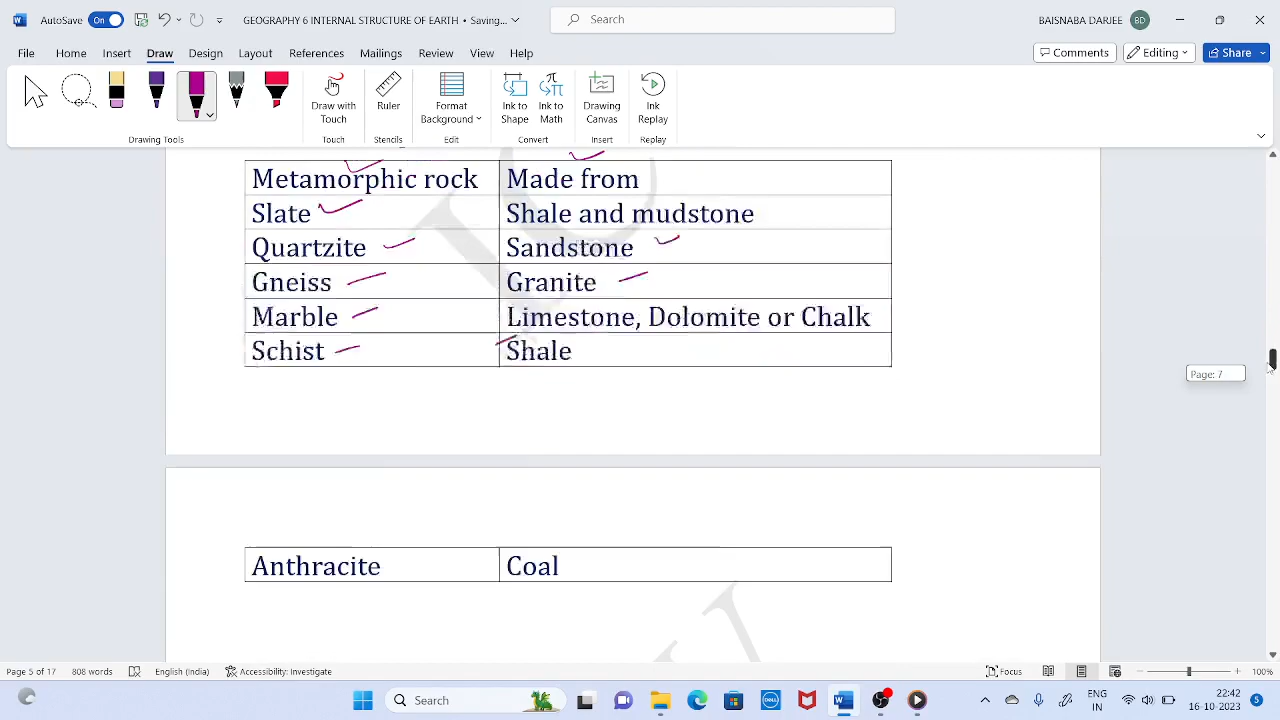 AutoSave On GEOGRAPHY 6 INTERNAL STRUCTURE OF EARTH • Saving... Search BAISNABA DARJEE BD
File Home Insert Draw Design Layout References Mailings Review View Help Comments Editing Share
Draw with Touch Ruler Format Background Ink to Shape Ink to Math Drawing Canvas Ink Replay
Drawing Tools Touch Stencils Edit Convert Insert Replay
Metamorphic rock Made from
Slate Shale and mudstone
Quartzite Sandstone
Gneiss Granite
Marble Limestone, Dolomite or Chalk
Schist Shale
Page: 7
Anthracite Coal
Page 5 of 17 808 words English (India) Accessibility: Investigate Focus 100%
Search ENG IN 22:42 16-10-2023